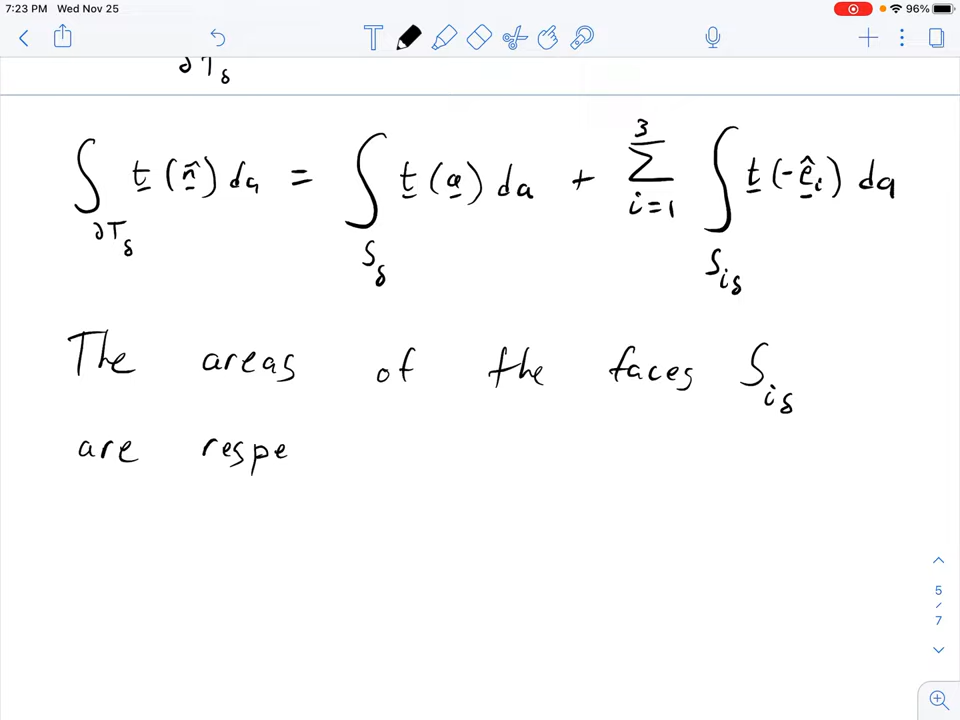 7:23 PM Wed Nov 25 96%
T
∂T_δ
∫_{∂T_δ} t(n̂) da = ∫_{S_δ} t(a) da + ∑_{i=1}^{3} ∫_{S_{iδ}} t(-ê_i) da
The areas of the faces S_{iδ}
are respe
5
/
7